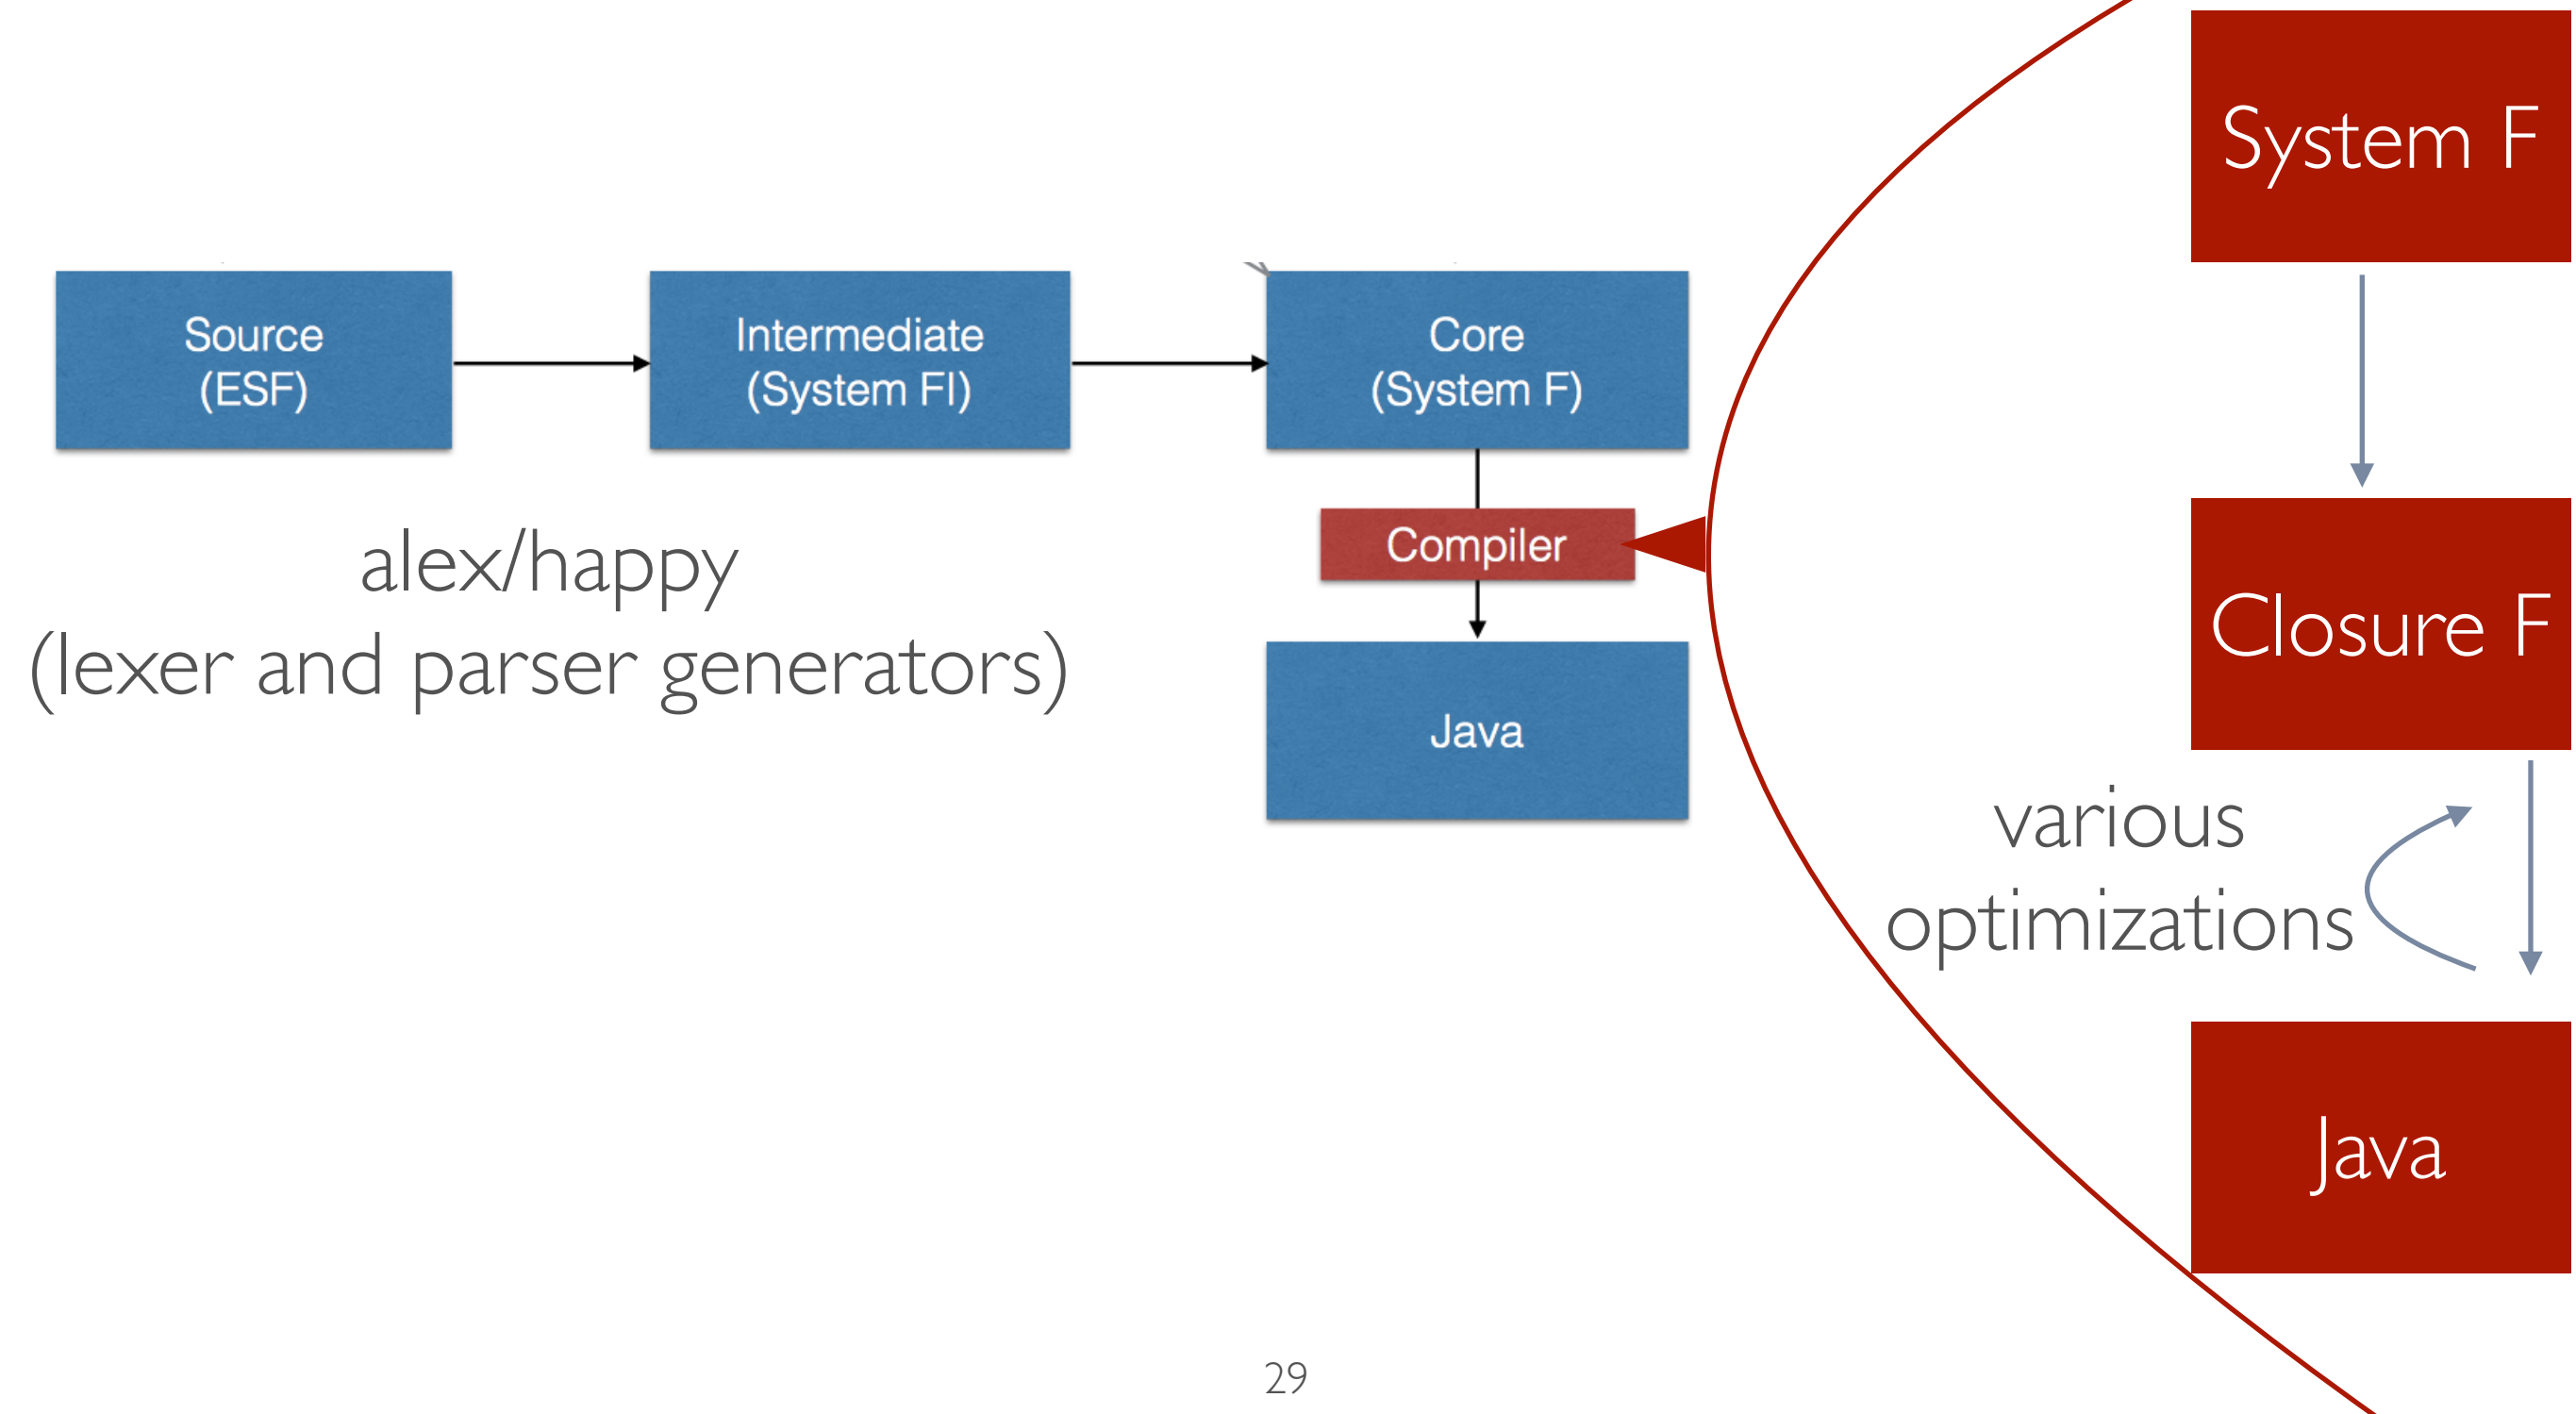 Source
(ESF)
Intermediate
(System FI)
Core
(System F)
Compiler
Java
alex/happy
(lexer and parser generators)
System F
Closure F
various
optimizations
Java
29